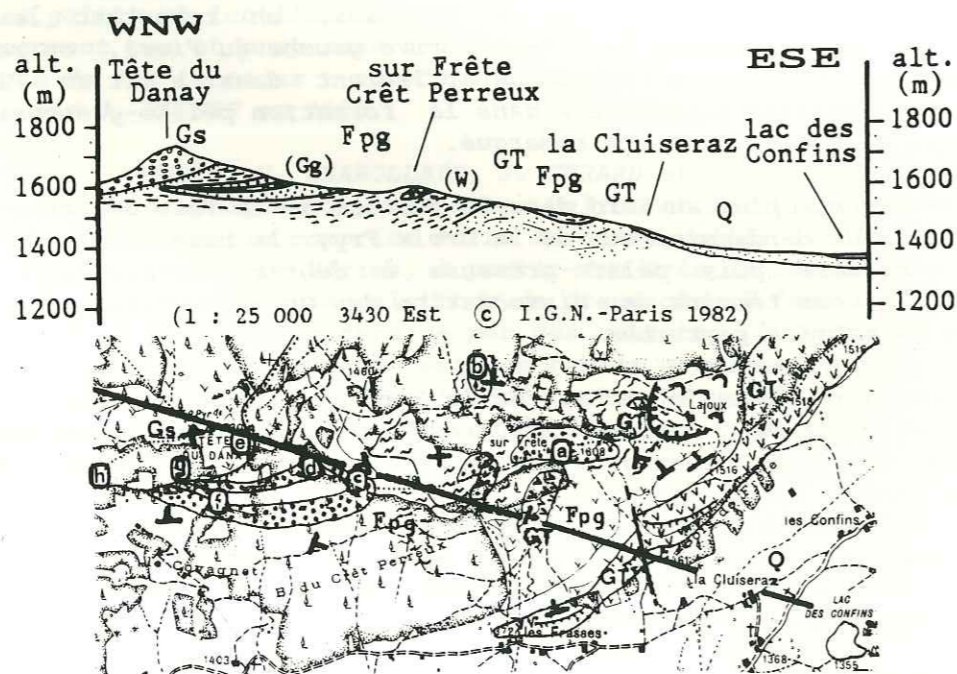 WNW
ESE
alt.
(m)
Tête du
Danay
sur Frête
Crêt Perreux
alt.
(m)
Gs
Fpg
(Gg)
(W)
GT
la Cluiseraz
Fpg
GT
Q
lac des
Confins
1800
1600
1400
1200
1800
1600
1400
1200
(1 : 25 000 3430 Est © I.G.N.-Paris 1982)
1460
b
1516
GT
1518
Lajoux
GT
Gs
e
sur Frête
a
1608
h
g
d
c
f
1516
Fpg
Fpg
GT
les Confins
Covagnet
B. du Crêt Perreux
GT
la Cluiseraz
Q
LAC
DES CONFINS
les Frasses
1403
1368
1355